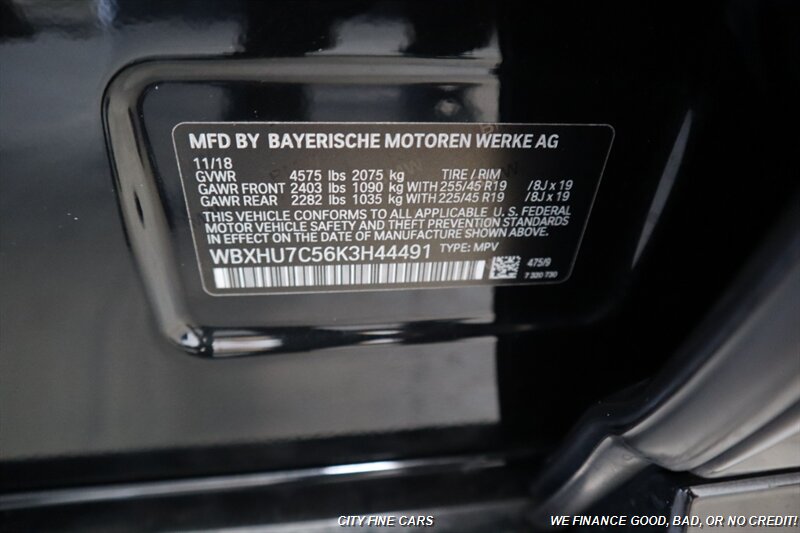 MFD BY BAYERISCHE MOTOREN WERKE AG
11/18
GVWR 4575 lbs 2075 kg TIRE / RIM
GAWR FRONT 2403 lbs 1090 kg WITH 255/45 R19 /8J x 19
GAWR REAR 2282 lbs 1035 kg WITH 225/45 R19 /8J x 19
THIS VEHICLE CONFORMS TO ALL APPLICABLE U.S. FEDERAL
MOTOR VEHICLE SAFETY AND THEFT PREVENTION STANDARDS
IN EFFECT ON THE DATE OF MANUFACTURE SHOWN ABOVE.
WBXHU7C56K3H44491 TYPE: MPV
475/9
7 320 730
CITY FINE CARS WE FINANCE GOOD, BAD, OR NO CREDIT!